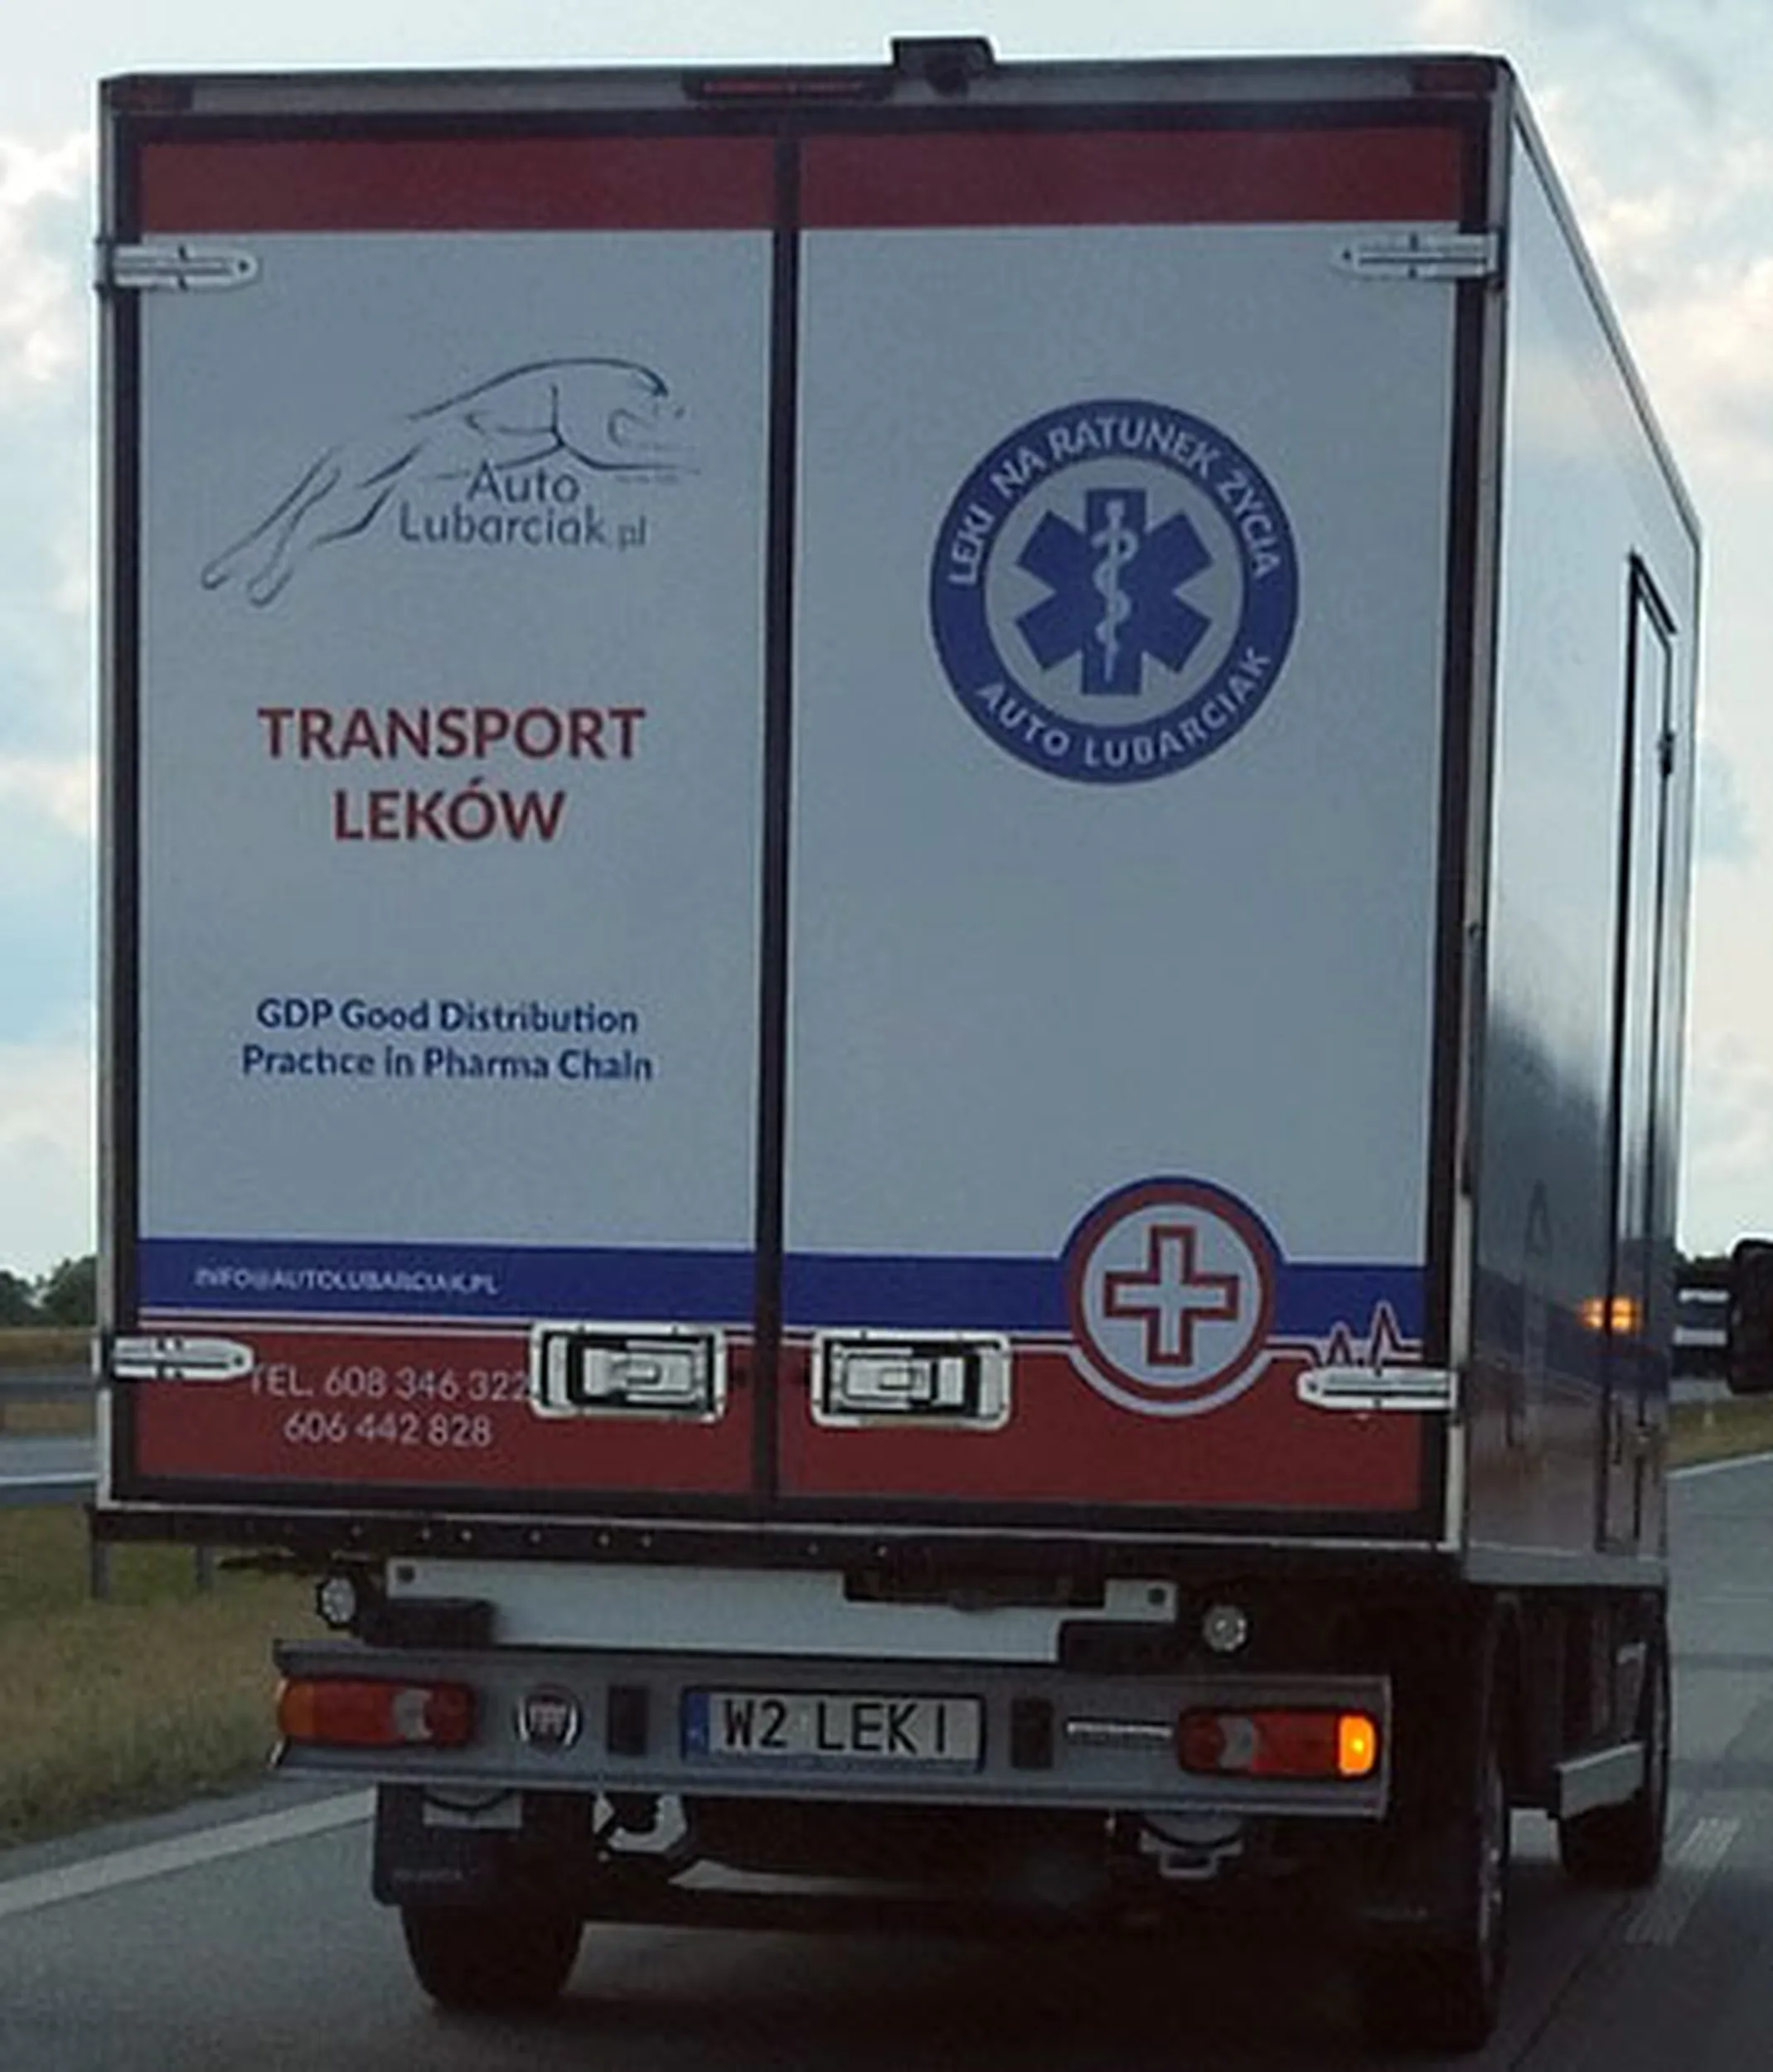 Auto
Lubarciak.pl
LEKI NA RATUNEK ŻYCIA
AUTO LUBARCIAK
TRANSPORT
LEKÓW
GDP Good Distribution
Practice in Pharma Chain
INFO@AUTOLUBARCIAK.PL
TEL. 608 346 322
606 442 828
W2 LEKI